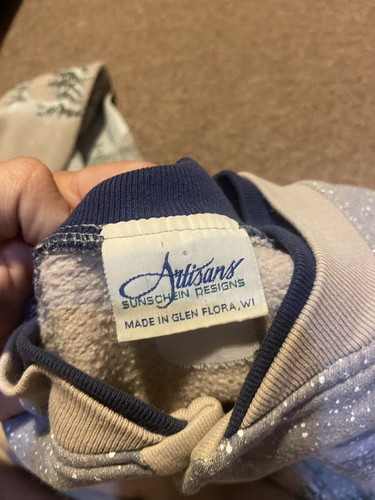 Artisans
SUNSCHEIN DESIGNS
MADE IN GLEN FLORA, WI